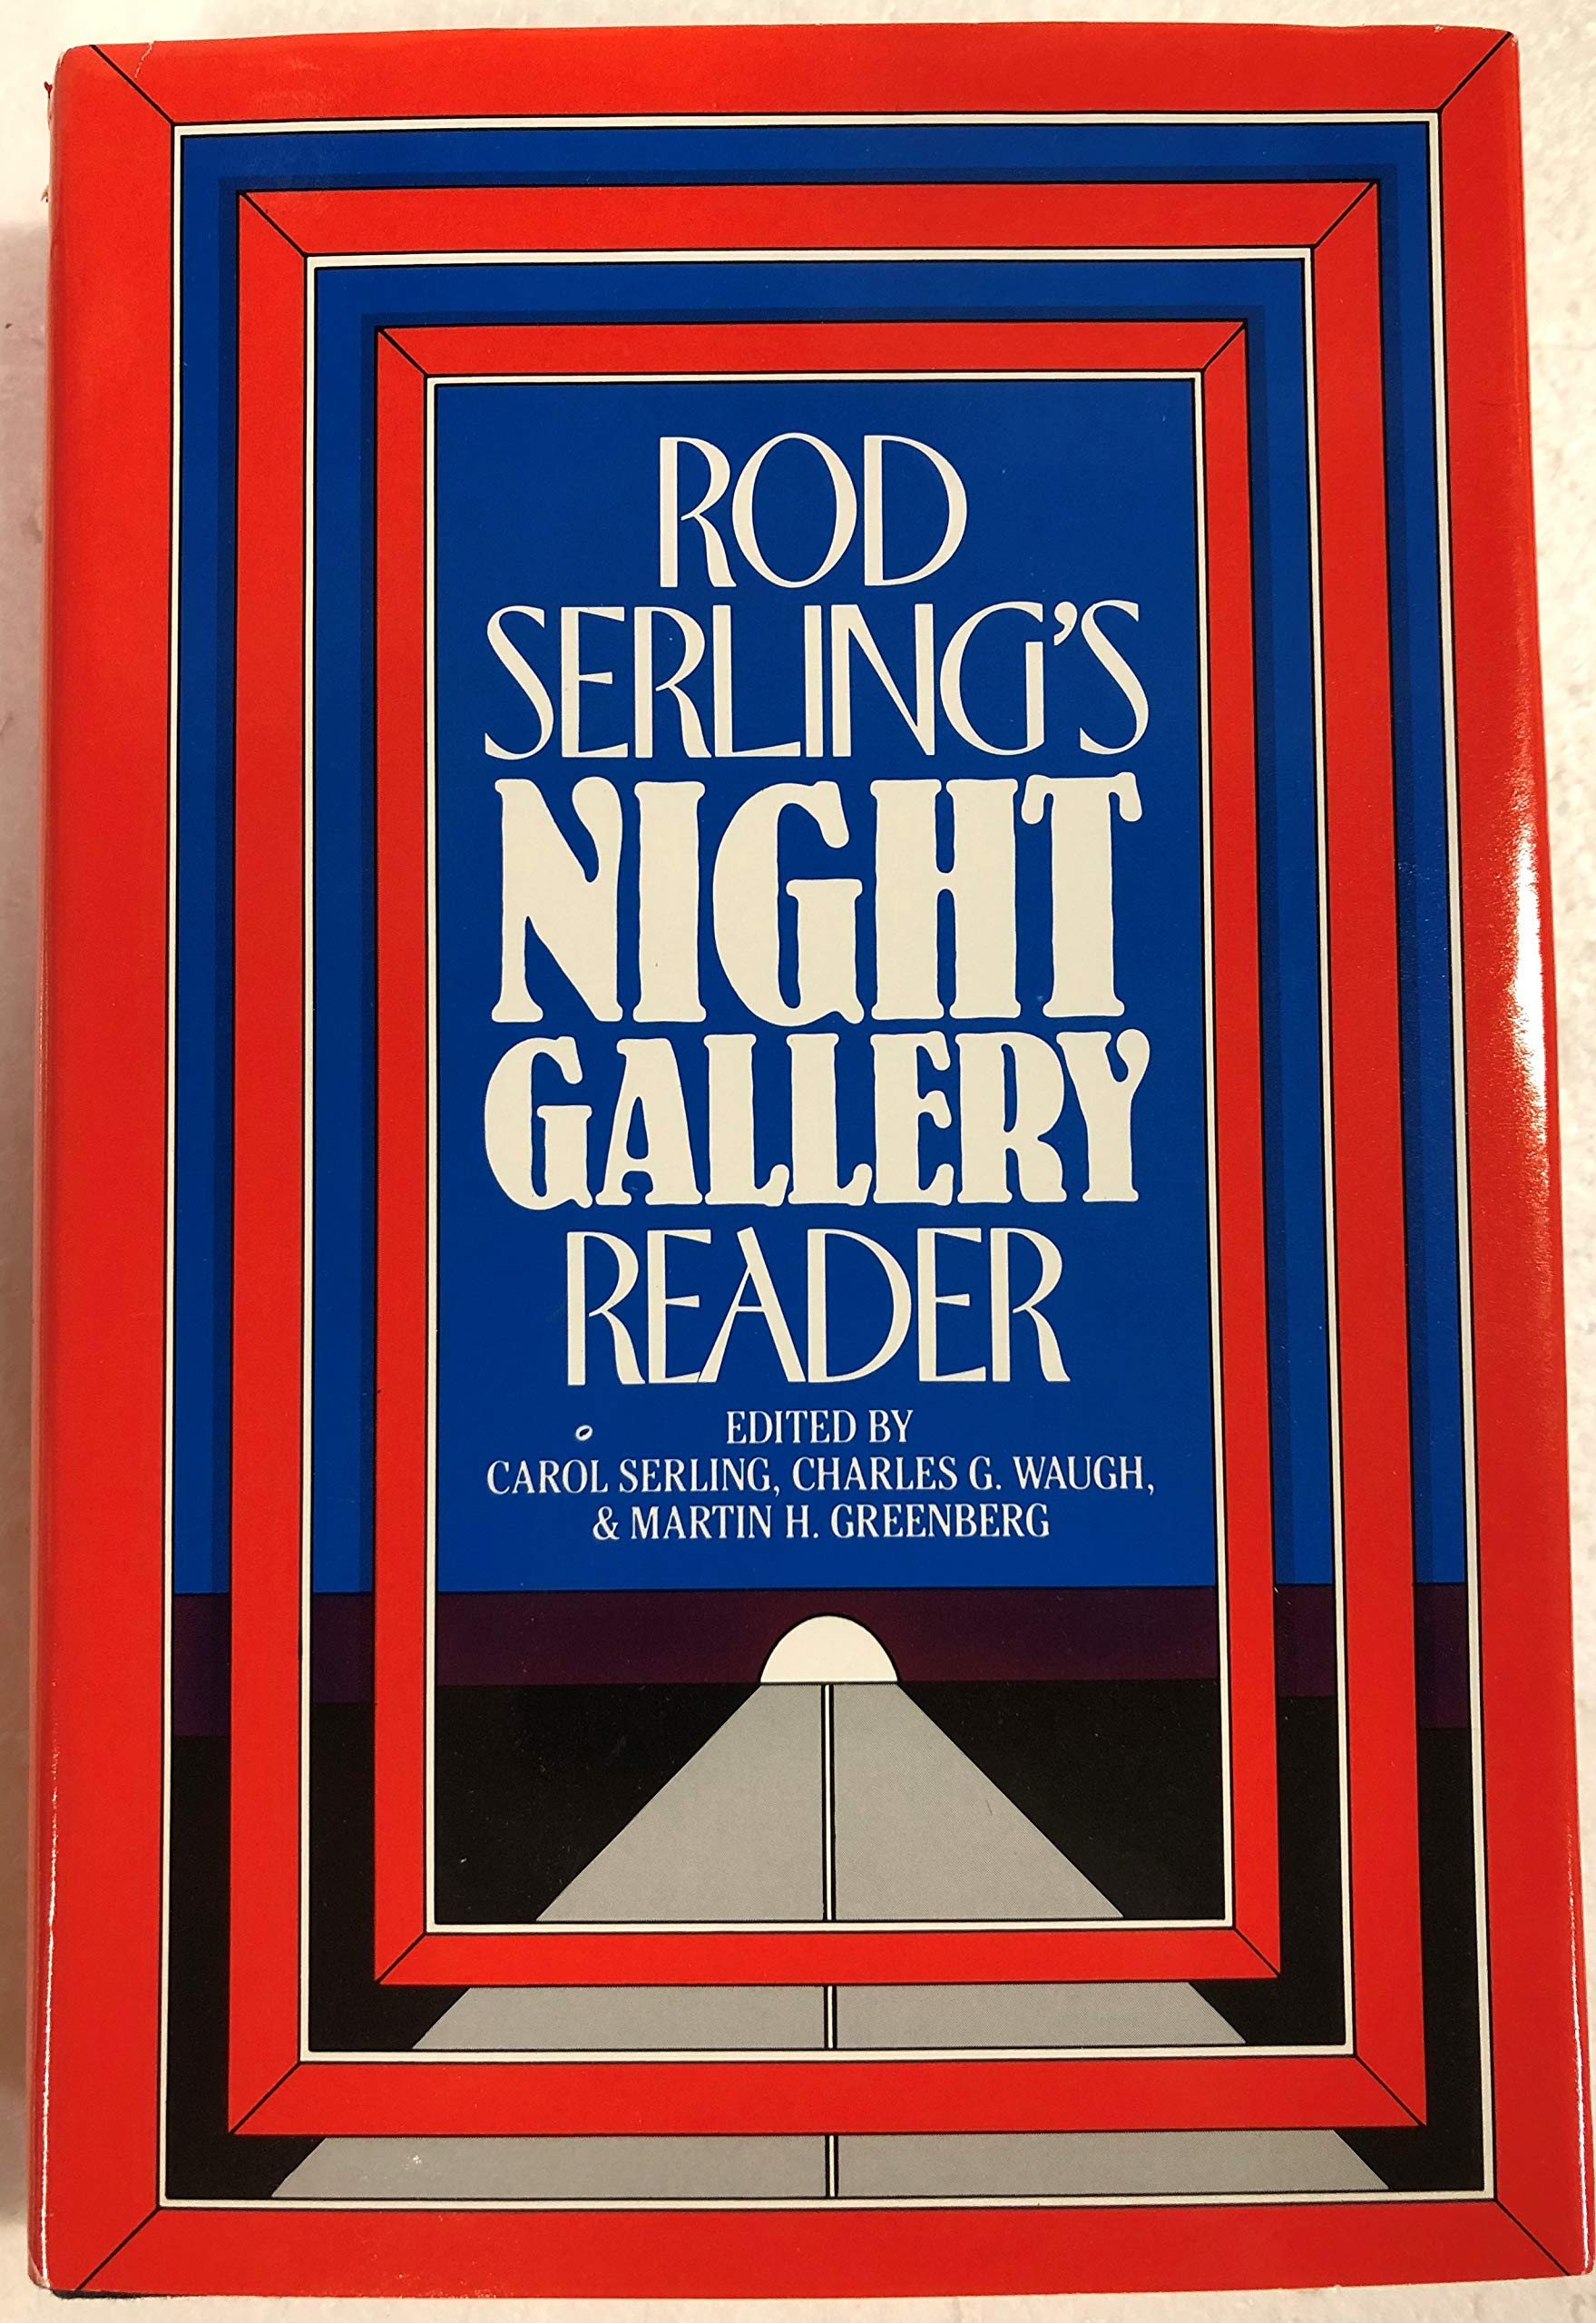 ROD
SERLING'S
NIGHT
GALLERY
READER
EDITED BY
CAROL SERLING, CHARLES G. WAUGH,
& MARTIN H. GREENBERG